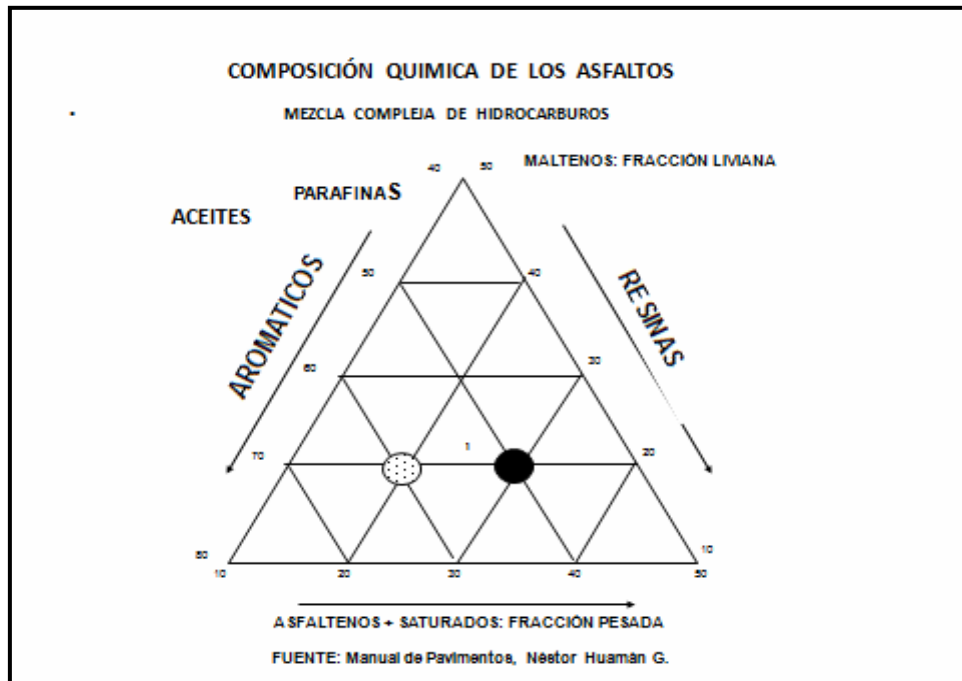 COMPOSICIÓN QUIMICA DE LOS ASFALTOS
MEZCLA COMPLEJA DE HIDROCARBUROS
MALTENOS: FRACCIÓN LIVIANA
40 50
PARAFINAS
ACEITES
AROMATICOS
RESINAS
50 40
60 30
70 1 20
80 10
10 20 30 40 50
ASFALTENOS + SATURADOS: FRACCIÓN PESADA
FUENTE: Manual de Pavimentos, Néstor Huamán G.